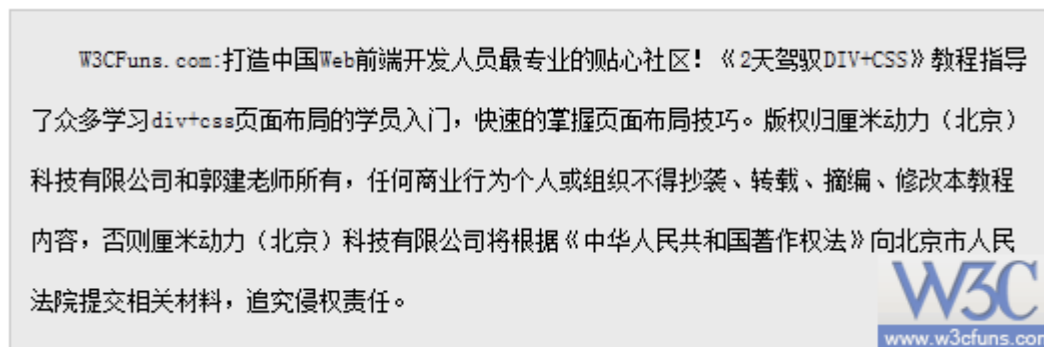 W3CFuns.com:打造中国Web前端开发人员最专业的贴心社区！《2天驾驭DIV+CSS》教程指导
了众多学习div+css页面布局的学员入门，快速的掌握页面布局技巧。版权归厘米动力（北京）
科技有限公司和郭建老师所有，任何商业行为个人或组织不得抄袭、转载、摘编、修改本教程
内容，否则厘米动力（北京）科技有限公司将根据《中华人民共和国著作权法》向北京市人民
法院提交相关材料，追究侵权责任。
W3C
www.w3cfuns.com